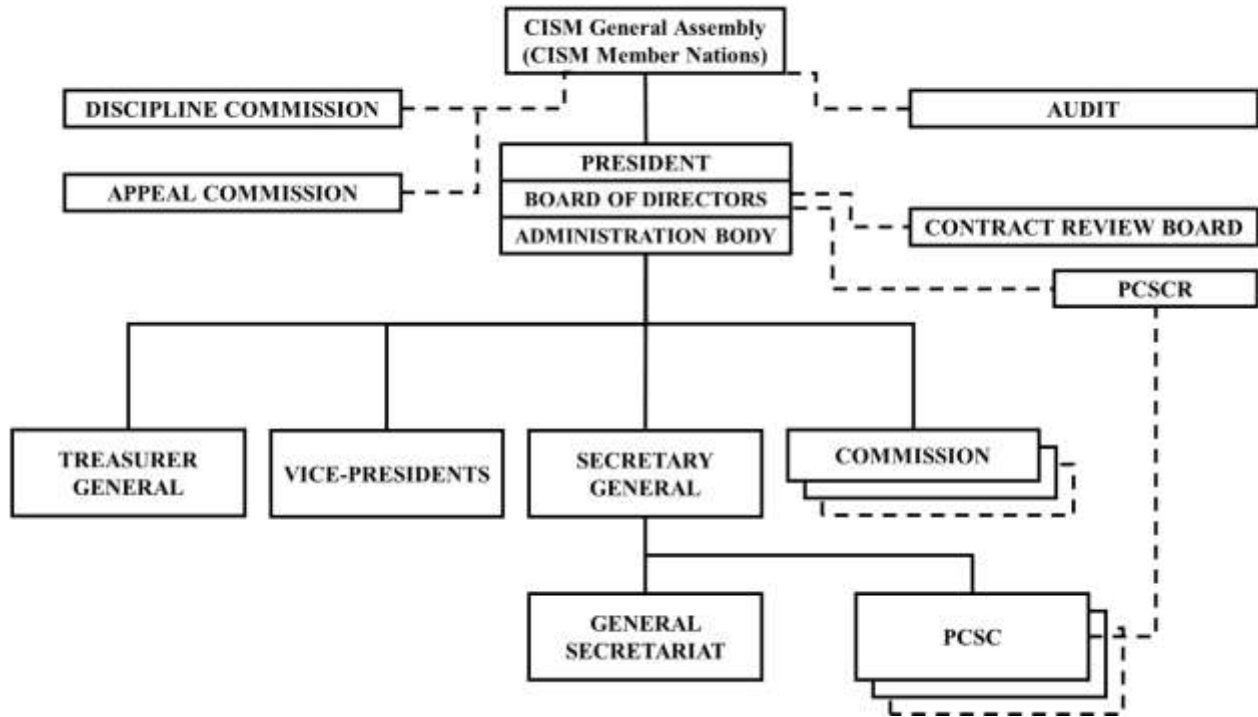 CISM General Assembly
(CISM Member Nations)
DISCIPLINE COMMISSION
AUDIT
PRESIDENT
APPEAL COMMISSION
BOARD OF DIRECTORS
CONTRACT REVIEW BOARD
ADMINISTRATION BODY
PCSCR
TREASURER
GENERAL
VICE-PRESIDENTS
SECRETARY
GENERAL
COMMISSION
GENERAL
SECRETARIAT
PCSC